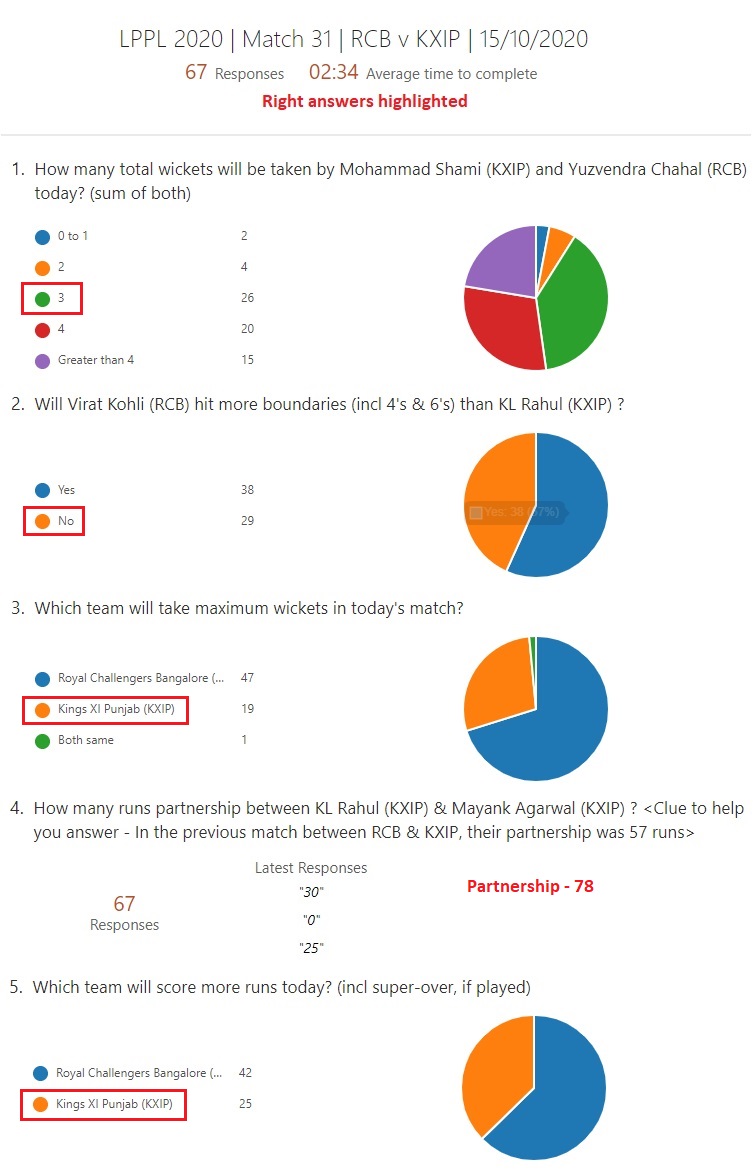 LPPL 2020 | Match 31 | RCB v KXIP | 15/10/2020
67 Responses 02:34 Average time to complete
Right answers highlighted
1. How many total wickets will be taken by Mohammad Shami (KXIP) and Yuzvendra Chahal (RCB)
today? (sum of both)
0 to 1 2
2 4
3 26
4 20
Greater than 4 15
2. Will Virat Kohli (RCB) hit more boundaries (incl 4's & 6's) than KL Rahul (KXIP) ?
Yes 38
Yes: 38 (57%)
No 29
3. Which team will take maximum wickets in today's match?
Royal Challengers Bangalore (... 47
Kings XI Punjab (KXIP) 19
Both same 1
4. How many runs partnership between KL Rahul (KXIP) & Mayank Agarwal (KXIP) ? <Clue to help
you answer - In the previous match between RCB & KXIP, their partnership was 57 runs>
67
Responses
Latest Responses
"30"
"0"
"25"
Partnership - 78
5. Which team will score more runs today? (incl super-over, if played)
Royal Challengers Bangalore (... 42
Kings XI Punjab (KXIP) 25